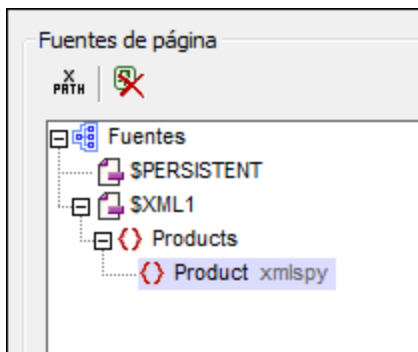 Fuentes de página
X
PATH
Fuentes
$PERSISTENT
$XML1
Products
Product xmlspy